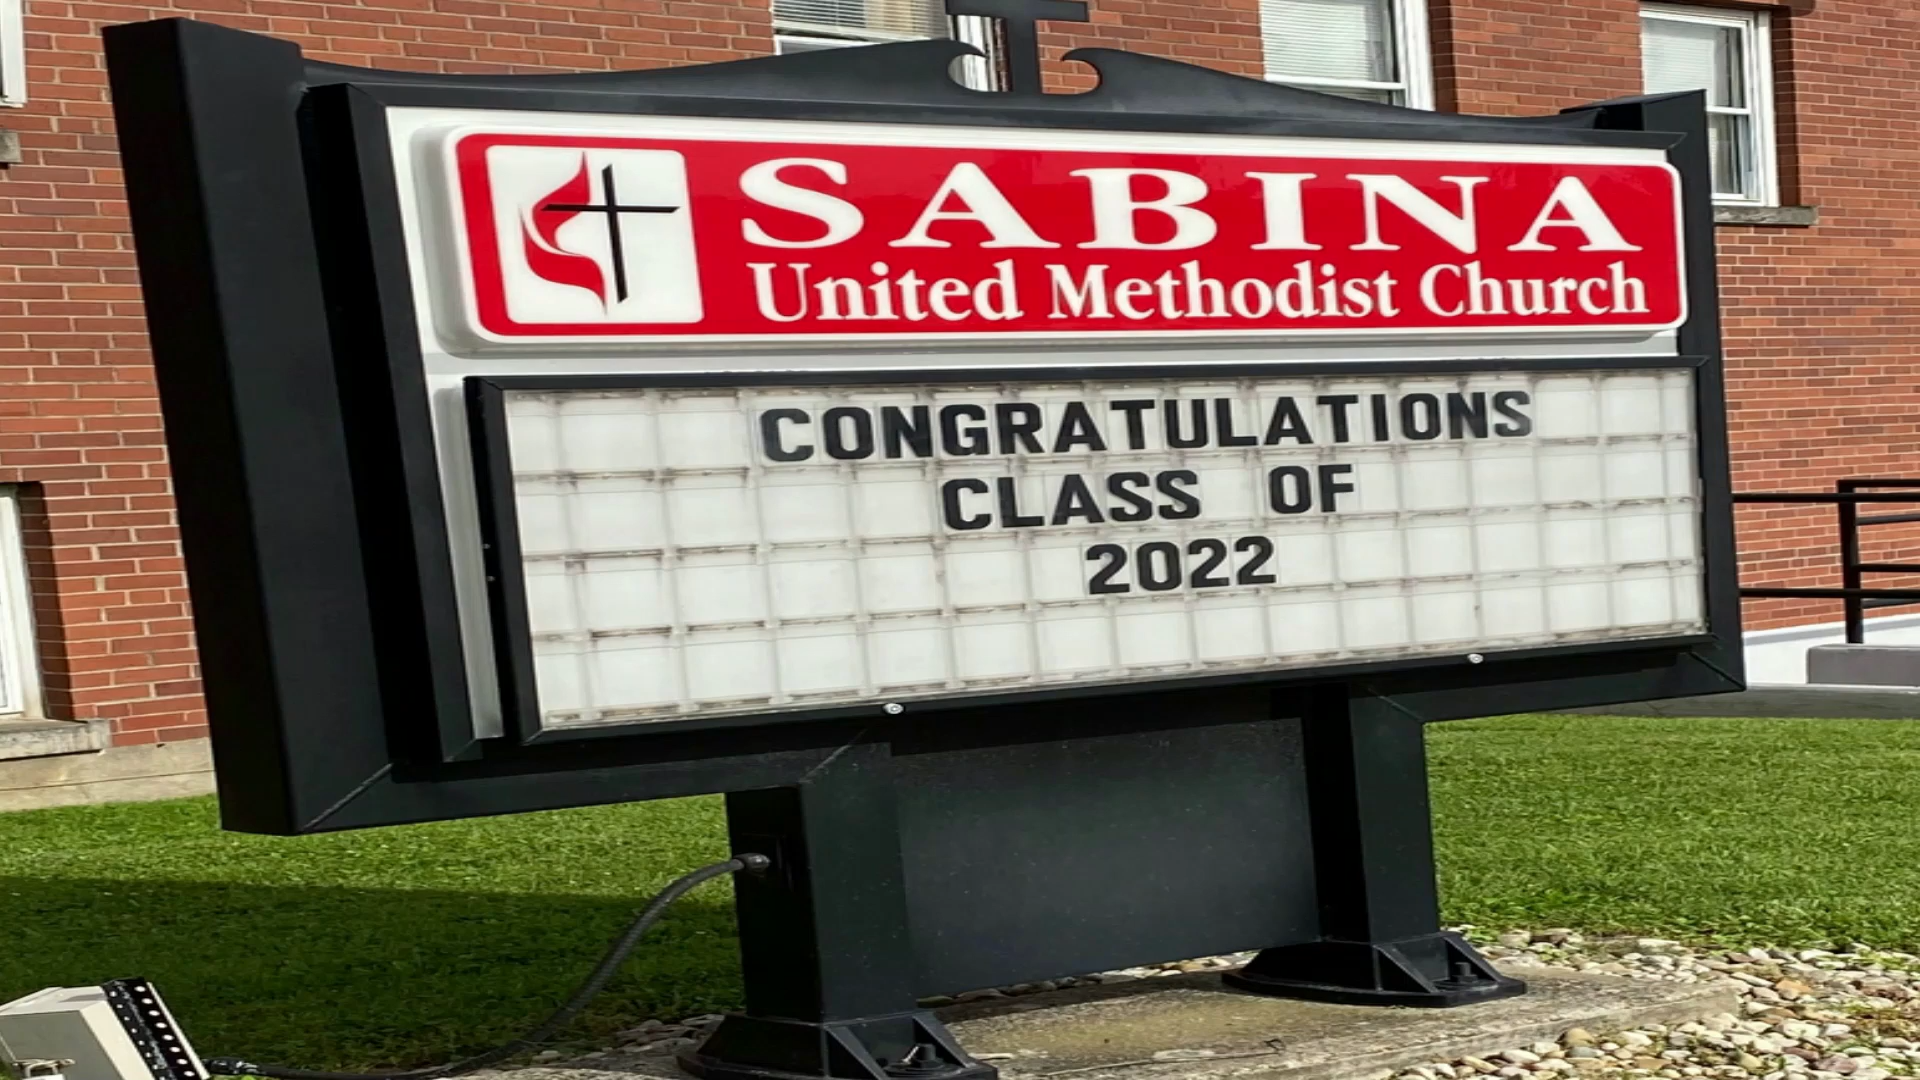 SABINA
United Methodist Church
CONGRATULATIONS
CLASS OF
2022